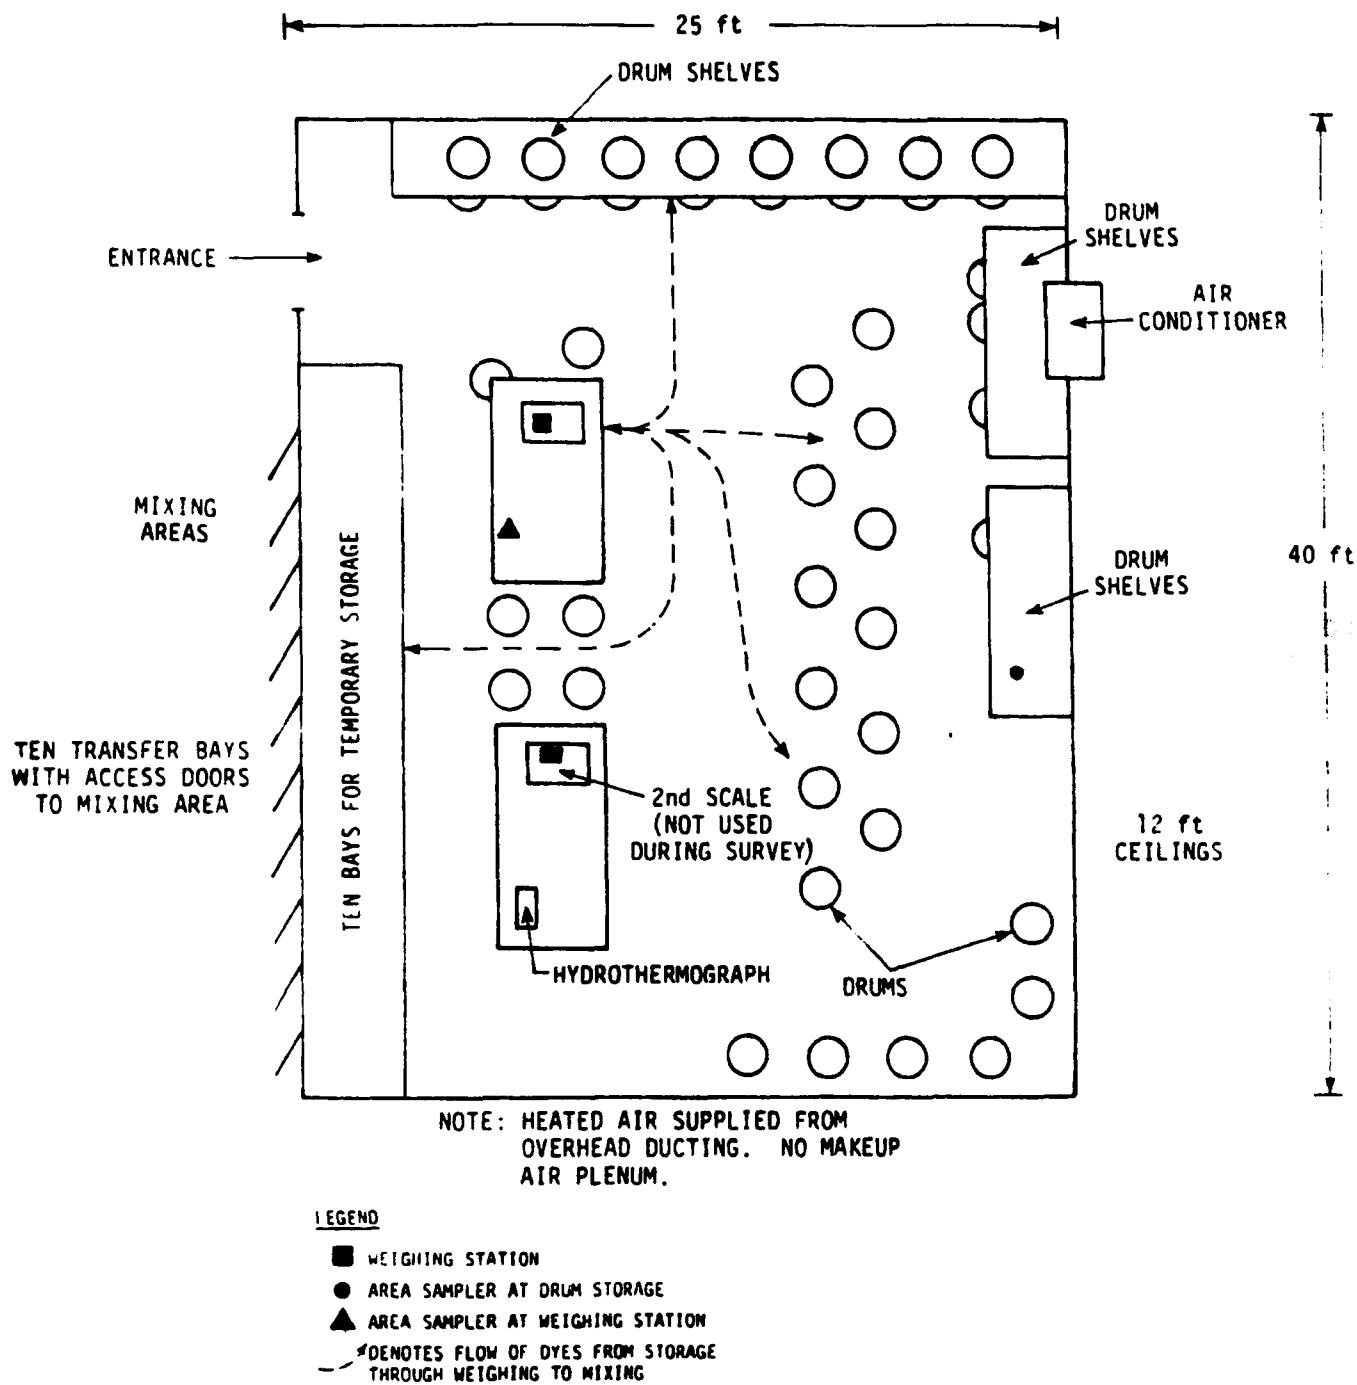 25 ft
DRUM SHELVES
ENTRANCE
DRUM
SHELVES
AIR
CONDITIONER
MIXING
AREAS
40 ft
DRUM
SHELVES
TEN BAYS FOR TEMPORARY STORAGE
TEN TRANSFER BAYS
WITH ACCESS DOORS
TO MIXING AREA
2nd SCALE
(NOT USED
DURING SURVEY)
12 ft
CEILINGS
HYDROTHERMOGRAPH
DRUMS
NOTE: HEATED AIR SUPPLIED FROM
OVERHEAD DUCTING. NO MAKEUP
AIR PLENUM.
LEGEND
WEIGHING STATION
AREA SAMPLER AT DRUM STORAGE
AREA SAMPLER AT WEIGHING STATION
DENOTES FLOW OF DYES FROM STORAGE
THROUGH WEIGHING TO MIXING